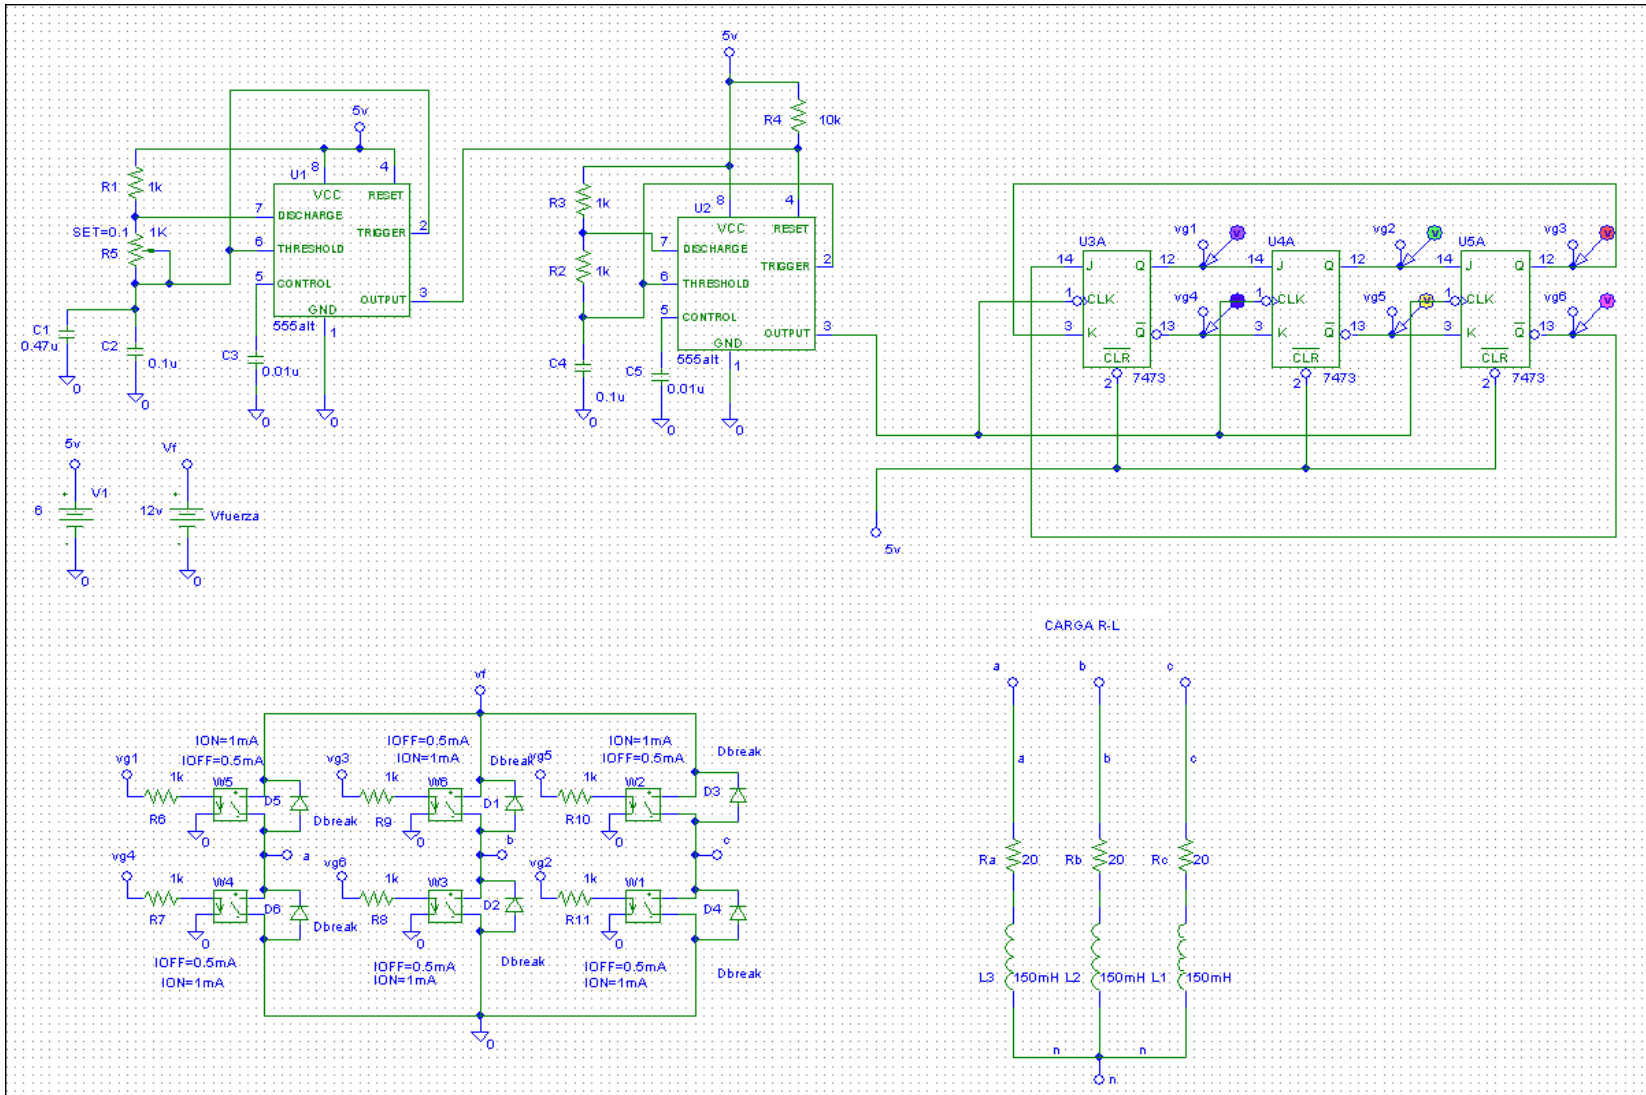 5v
R4 10k
5v
R1 1k
U1
8 4
VCC RESET
7 DISCHARGE
TRIGGER 2
SET=0.1 1K
R5
6 THRESHOLD
5 CONTROL
OUTPUT 3
GND
555alt 1
C1
0.47u
C2
0.1u
C3
0.01u
0
0
0
0
R3 1k
U2
8 4
VCC RESET
7 DISCHARGE
TRIGGER 2
R2 1k
6 THRESHOLD
5 CONTROL
OUTPUT 3
GND
555alt 1
C4
0.1u
C5
0.01u
0
0
0
vg1 vg2 vg3
U3A U4A U5A
14 J Q 12 14 J Q 12 14 J Q 12
1 CLK vg4 1 CLK vg5 1 CLK vg6
3 K Q 13 3 K Q 13 3 K Q 13
CLR CLR CLR
2 7473 2 7473 2 7473
5v
5v
V1
6
0
Vf
12v Vfuerza
0
CARGA R-L
a b c
a b c
Ra 20 Rb 20 Rc 20
L3 150mH L2 150mH L1 150mH
n n
n
vf
ION=1mA IOFF=0.5mA ION=1mA
IOFF=0.5mA ION=1mA IOFF=0.5mA
Dbreak
Dbreak
vg1 1k W5
R6 D5
Dbreak
0
vg3 1k W6
R9 D1
0
vg5 1k W2
R10 D3
0
a b c
vg4 1k W4
R7 D6
Dbreak
0
vg6 1k W3
R8 D2
0
vg2 1k W1
R11 D4
0
IOFF=0.5mA IOFF=0.5mA IOFF=0.5mA
ION=1mA ION=1mA ION=1mA
Dbreak
Dbreak
0